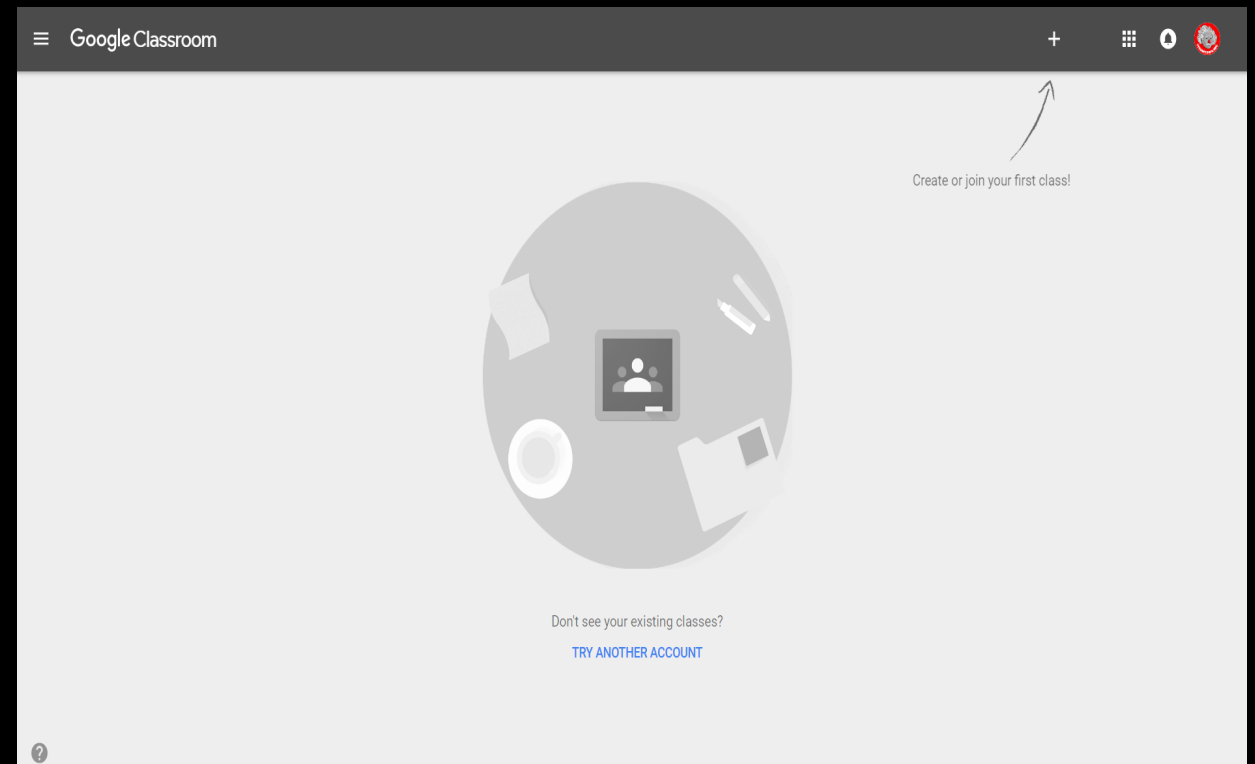 Google Classroom
Create or join your first class!
Don't see your existing classes?
TRY ANOTHER ACCOUNT
?